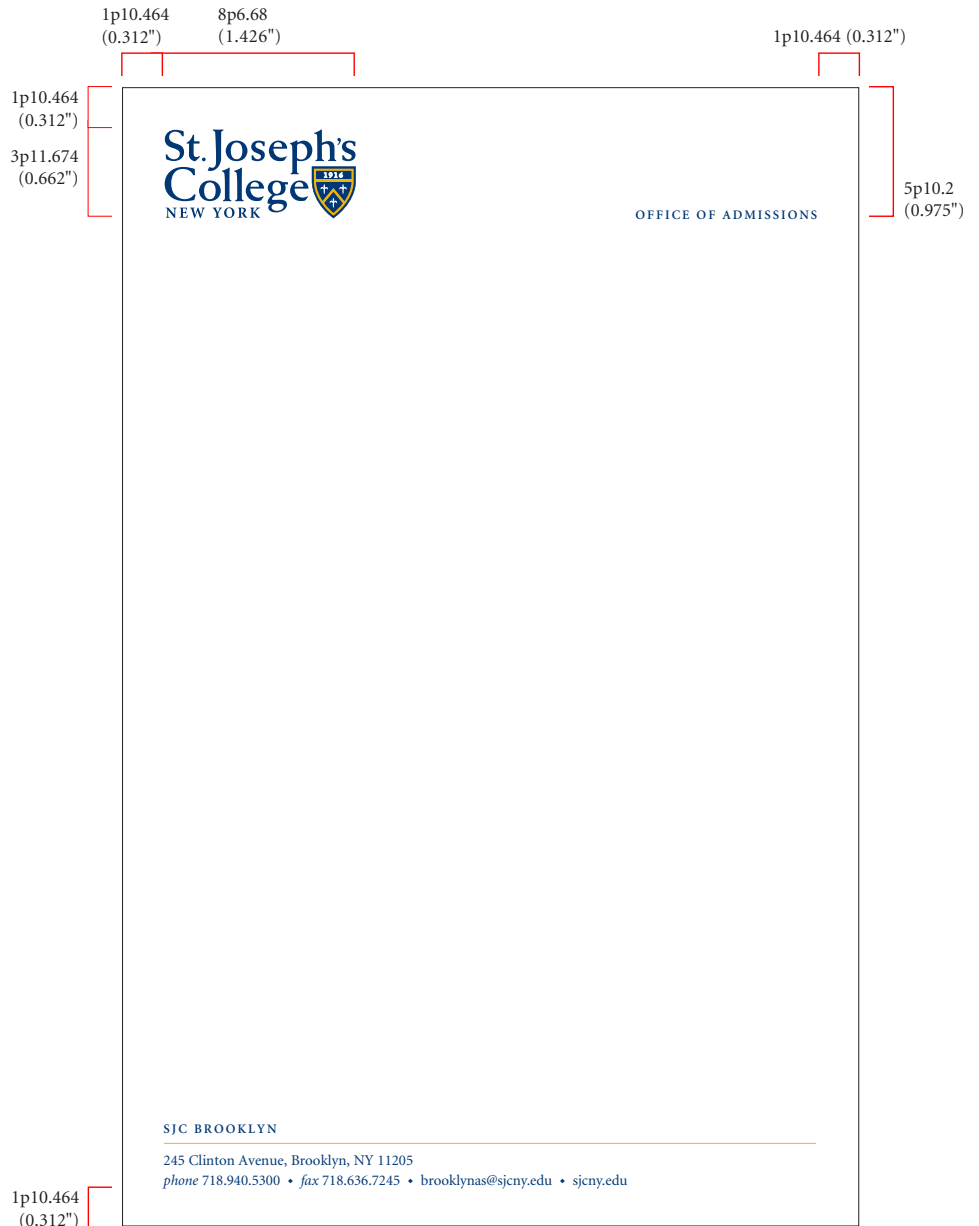 1p10.464
(0.312")
8p6.68
(1.426")
1p10.464 (0.312")
1p10.464
(0.312")
3p11.674
(0.662")
5p10.2
(0.975")
St. Joseph's
College
1916
NEW YORK
OFFICE OF ADMISSIONS
SJC BROOKLYN
245 Clinton Avenue, Brooklyn, NY 11205
phone 718.940.5300 • fax 718.636.7245 • brooklynas@sjcny.edu • sjcny.edu
1p10.464
(0.312")